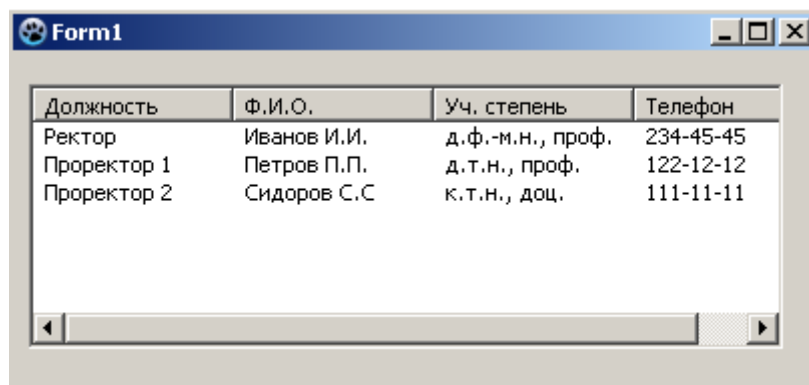 Form1
Должность Ф.И.О. Уч. степень Телефон
Ректор Иванов И.И. д.ф.-м.н., проф. 234-45-45
Проректор 1 Петров П.П. д.т.н., проф. 122-12-12
Проректор 2 Сидоров С.С к.т.н., доц. 111-11-11